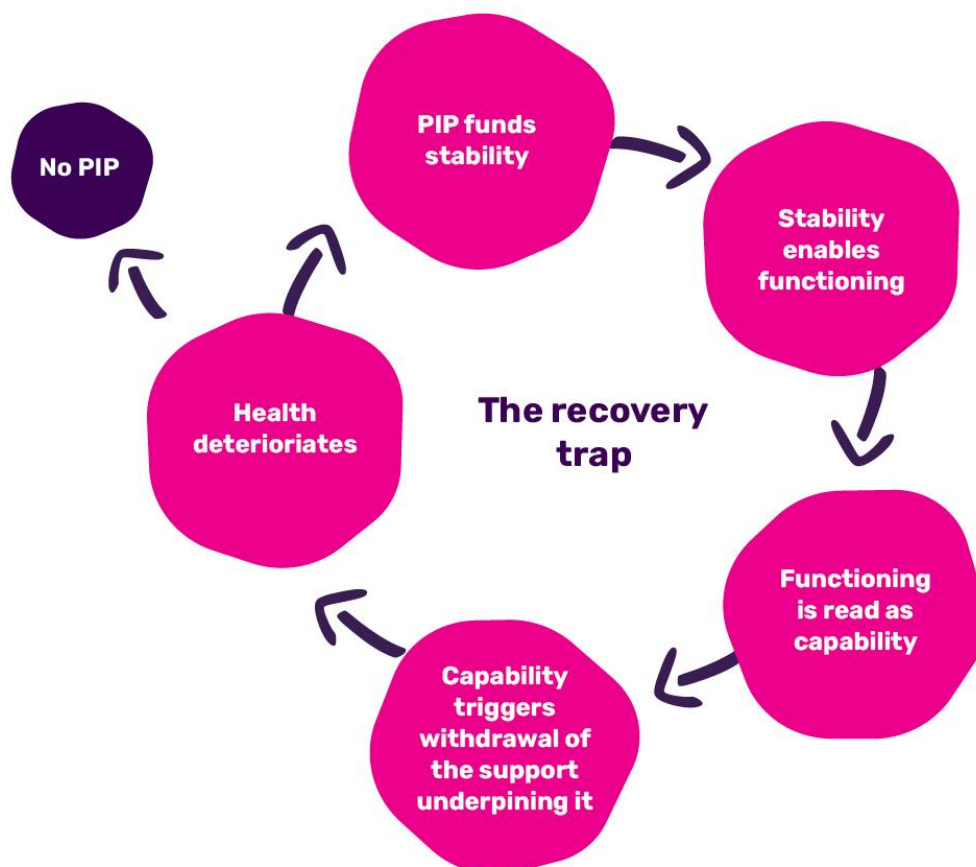 No PIP
PIP funds
stability
Stability
enables
functioning
Functioning
is read as
capability
Capability
triggers
withdrawal of
the support
underpining it
Health
deterioriates
The recovery
trap